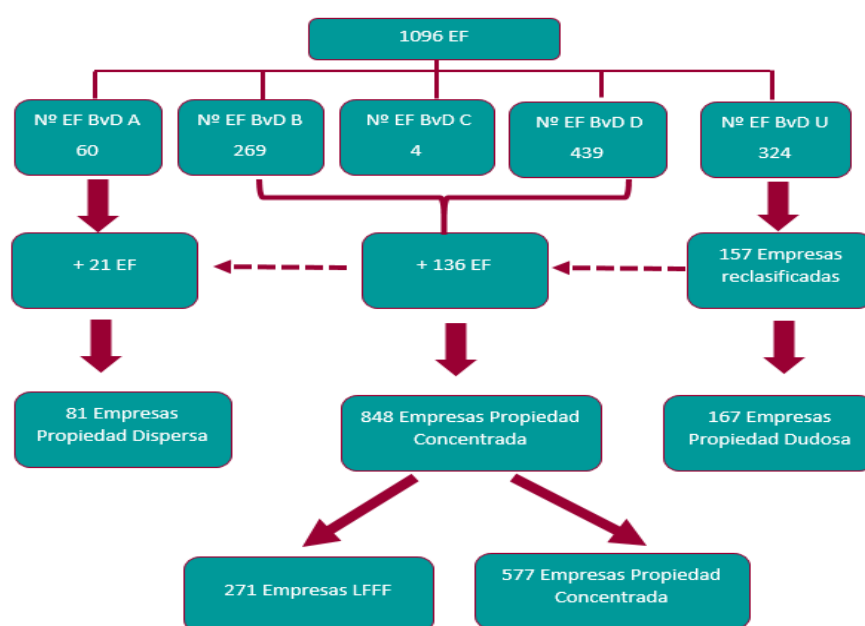 1096 EF
Nº EF BvD A
60
Nº EF BvD B
269
Nº EF BvD C
4
Nº EF BvD D
439
Nº EF BvD U
324
+ 21 EF
+ 136 EF
157 Empresas
reclasificadas
81 Empresas
Propiedad Dispersa
848 Empresas Propiedad
Concentrada
167 Empresas
Propiedad Dudosa
271 Empresas LFFF
577 Empresas Propiedad
Concentrada